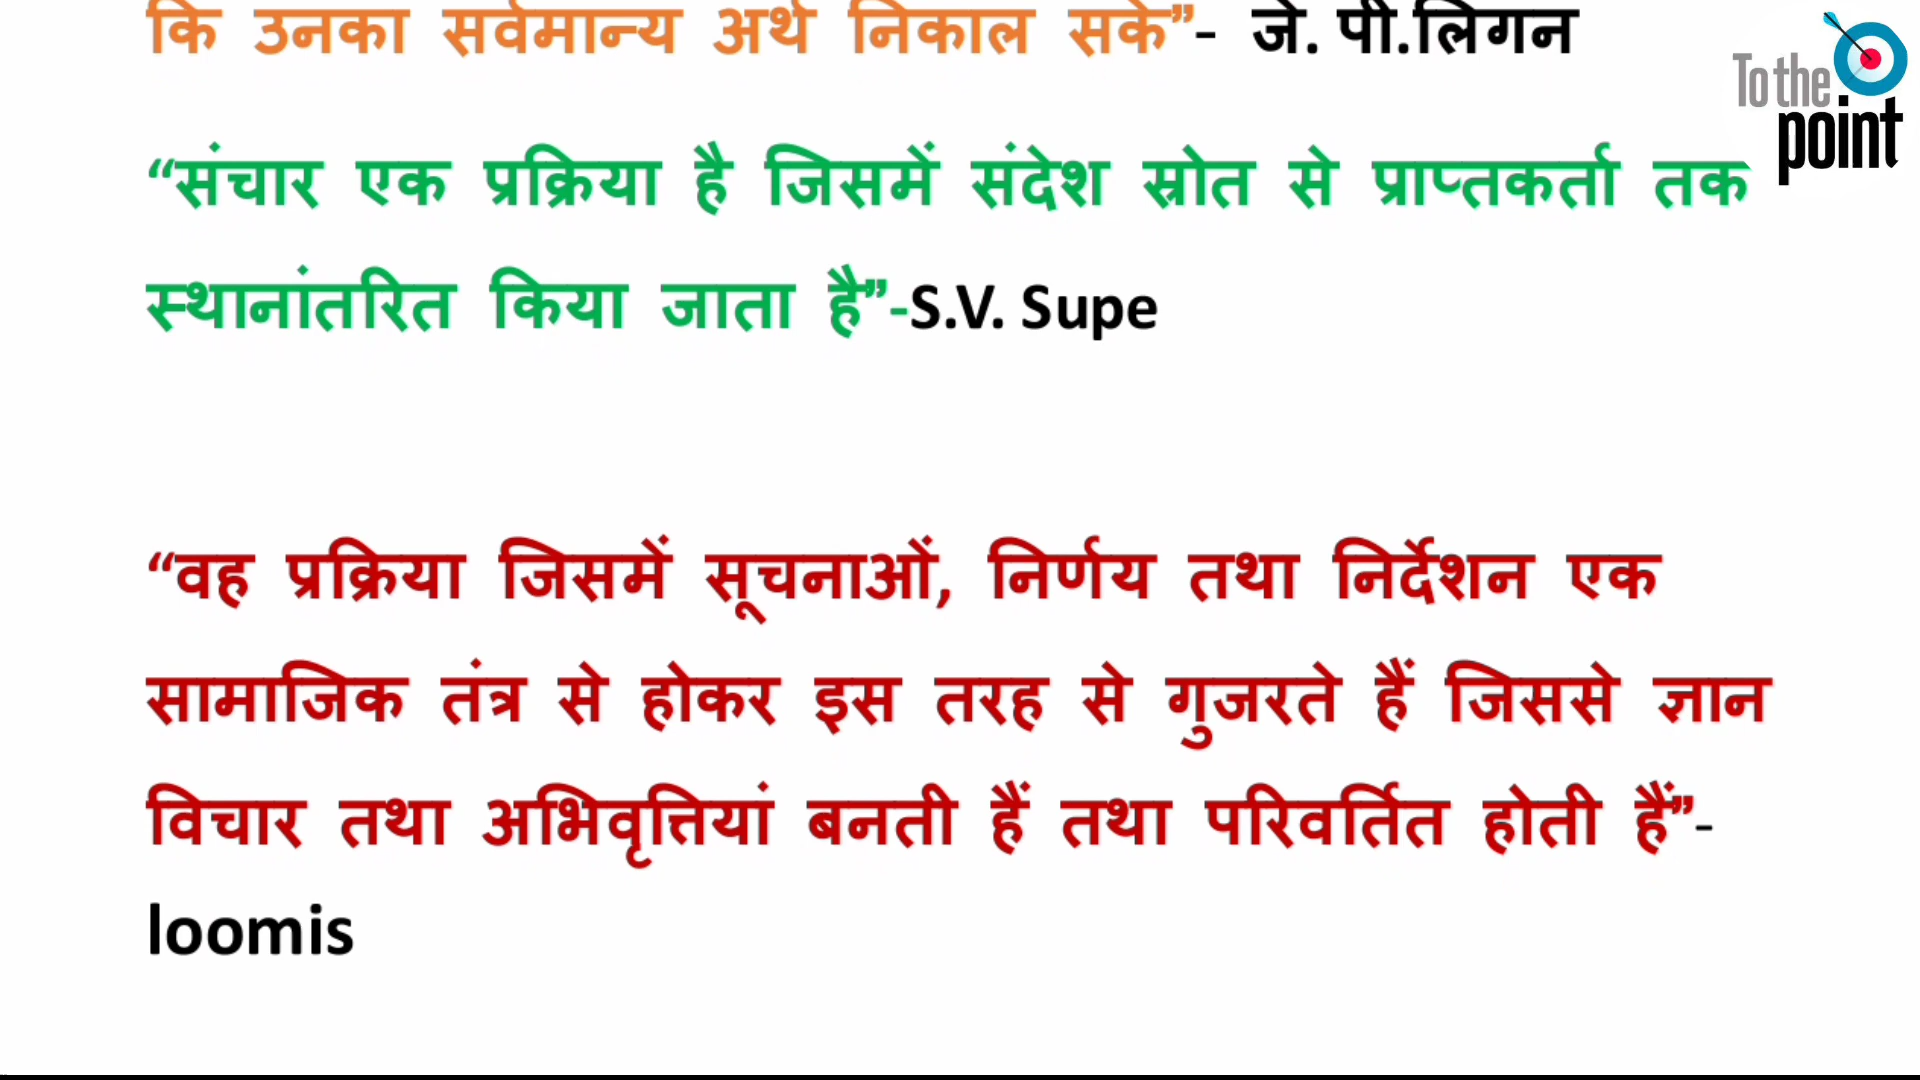 कि उनका सर्वमान्य अर्थ निकाल सके”- जे. पी.लिगन
To the
point
“संचार एक प्रक्रिया है जिसमें संदेश स्रोत से प्राप्तकर्ता तक
स्थानांतरित किया जाता है”-S.V. Supe
“वह प्रक्रिया जिसमें सूचनाओं, निर्णय तथा निर्देशन एक
सामाजिक तंत्र से होकर इस तरह से गुजरते हैं जिससे ज्ञान
विचार तथा अभिवृत्तियां बनती हैं तथा परिवर्तित होती हैं”-
loomis